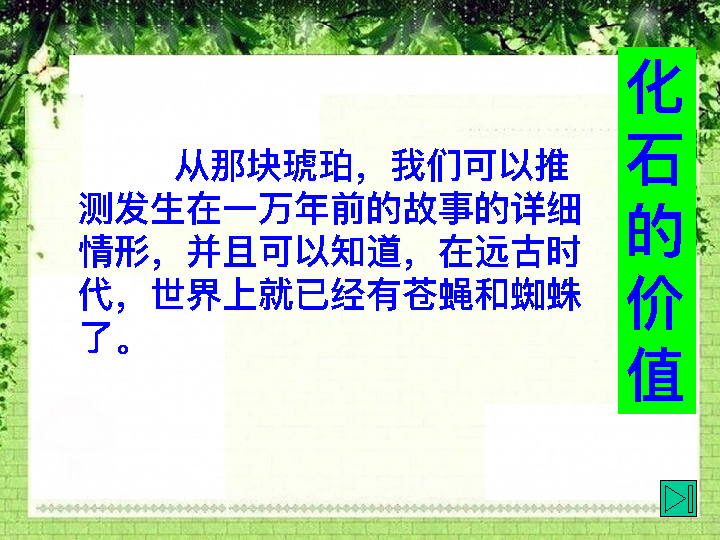 化石的价值
从那块琥珀，我们可以推
测发生在一万年前的故事的详细
情形，并且可以知道，在远古时
代，世界上就已经有苍蝇和蜘蛛
了。